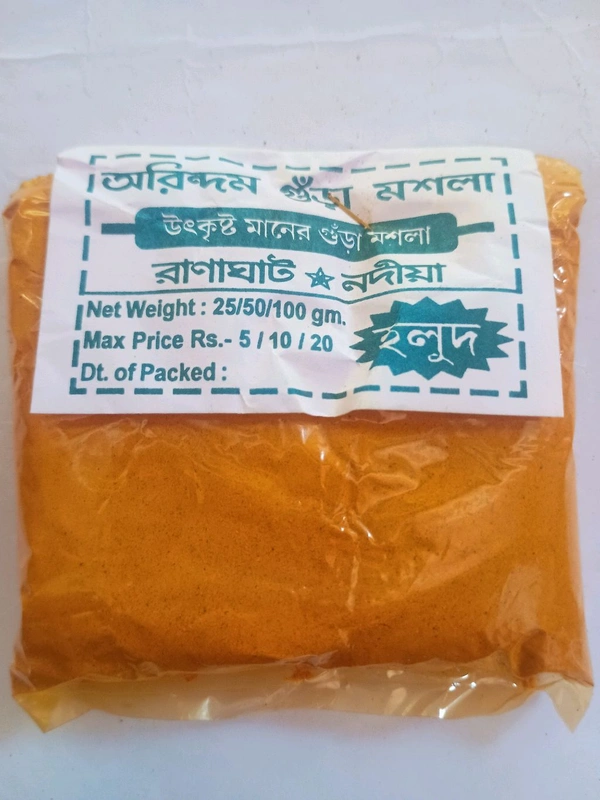 অরিন্দম গুঁড়া মশলা
উৎকৃষ্ট মানের গুঁড়া মশলা
রাণাঘাট ★ নদীয়া
Net Weight : 25/50/100 gm.
Max Price Rs.- 5 / 10 / 20
Dt. of Packed :
হলুদ